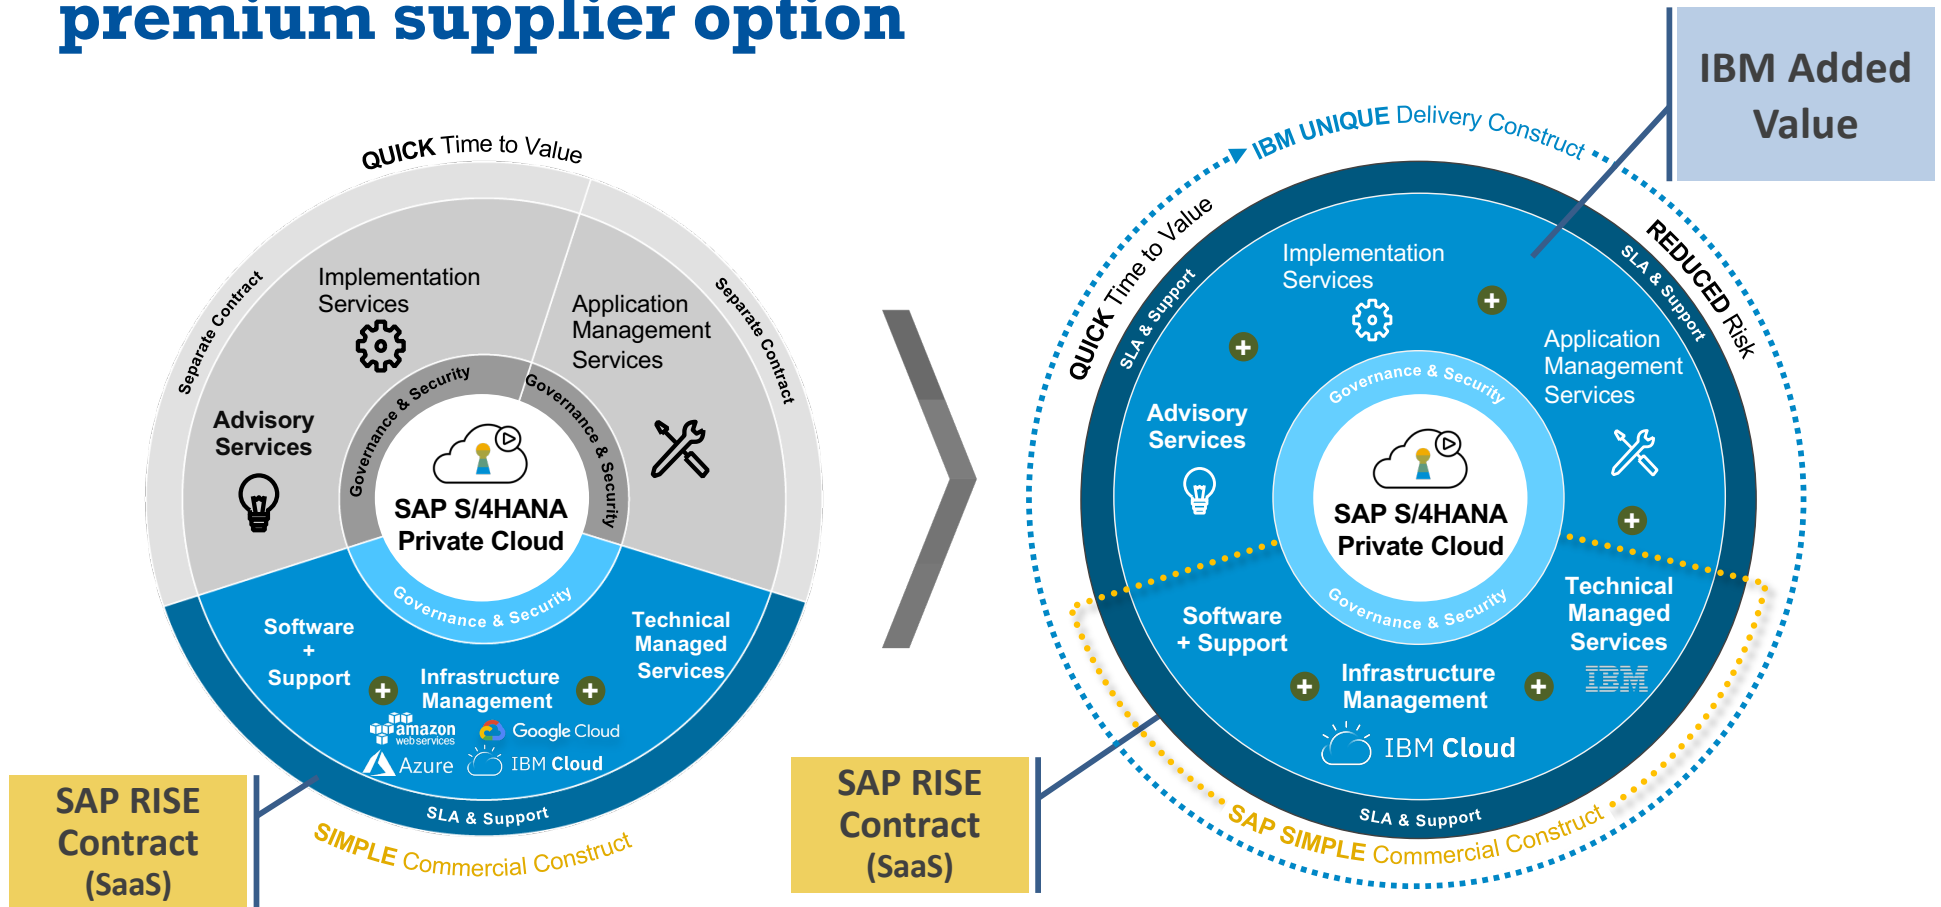 premium supplier option
IBM Added
Value
QUICK Time to Value
Separate Contract
Separate Contract
Implementation
Services
Application
Management
Services
Advisory
Services
Governance & Security
Governance & Security
SAP S/4HANA
Private Cloud
Governance & Security
Software
+
Support
Infrastructure
Management
Technical
Managed
Services
amazon
webservices
Google Cloud
Azure
IBM Cloud
SLA & Support
SIMPLE Commercial Construct
SAP RISE
Contract
(SaaS)
IBM UNIQUE Delivery Construct
QUICK Time to Value
REDUCED Risk
SLA & Support
SLA & Support
Implementation
Services
Application
Management
Services
Advisory
Services
Governance & Security
SAP S/4HANA
Private Cloud
Governance & Security
Software
+ Support
Infrastructure
Management
Technical
Managed
Services
IBM
IBM Cloud
SLA & Support
SAP SIMPLE Commercial Construct
SAP RISE
Contract
(SaaS)